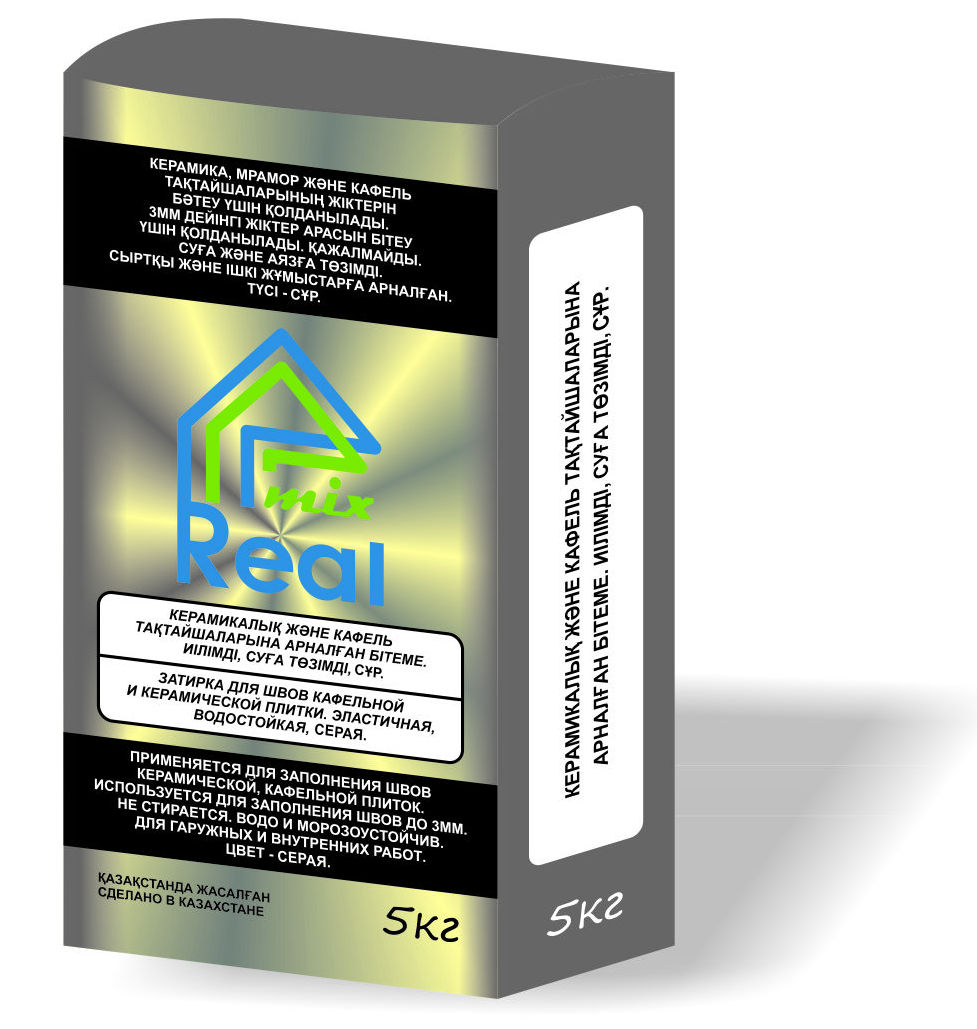 КЕРАМИКА, МРАМОР ЖӘНЕ КАФЕЛЬ
ТАҚТАЙШАЛАРЫНЫҢ ЖІКТЕРІН
БӘТЕУ ҮШІН ҚОЛДАНЫЛАДЫ.
3ММ ДЕЙІНГІ ЖІКТЕР АРАСЫН БІТЕУ
ҮШІН ҚОЛДАНЫЛАДЫ. ҚАЖАЛМАЙДЫ.
СУҒА ЖӘНЕ АЯЗҒА ТӨЗІМДІ.
СЫРТҚЫ ЖӘНЕ ІШКІ ЖҰМЫСТАРҒА АРНАЛҒАН.
ТҮСІ - СҰР.
mix
Real
КЕРАМИКАЛЫҚ ЖӘНЕ КАФЕЛЬ
ТАҚТАЙШАЛАРЫНА АРНАЛҒАН БІТЕМЕ.
ИІЛІМДІ, СУҒА ТӨЗІМДІ, СҰР.
ЗАТИРКА ДЛЯ ШВОВ КАФЕЛЬНОЙ
И КЕРАМИЧЕСКОЙ ПЛИТКИ. ЭЛАСТИЧНАЯ,
ВОДОСТОЙКАЯ, СЕРАЯ.
ПРИМЕНЯЕТСЯ ДЛЯ ЗАПОЛНЕНИЯ ШВОВ
КЕРАМИЧЕСКОЙ, КАФЕЛЬНОЙ ПЛИТОК.
ИСПОЛЬЗУЕТСЯ ДЛЯ ЗАПОЛНЕНИЯ ШВОВ ДО 3ММ.
НЕ СТИРАЕТСЯ. ВОДО И МОРОЗОУСТОЙЧИВ.
ДЛЯ ГАРУЖНЫХ И ВНУТРЕННИХ РАБОТ.
ЦВЕТ - СЕРАЯ.
ҚАЗАҚСТАНДА ЖАСАЛҒАН
СДЕЛАНО В КАЗАХСТАНЕ
5кг
КЕРАМИКАЛЫҚ ЖӘНЕ КАФЕЛЬ ТАҚТАЙШАЛАРЫНА
АРНАЛҒАН БІТЕМЕ. ИІЛІМДІ, СУҒА ТӨЗІМДІ, СҰР.
5кг